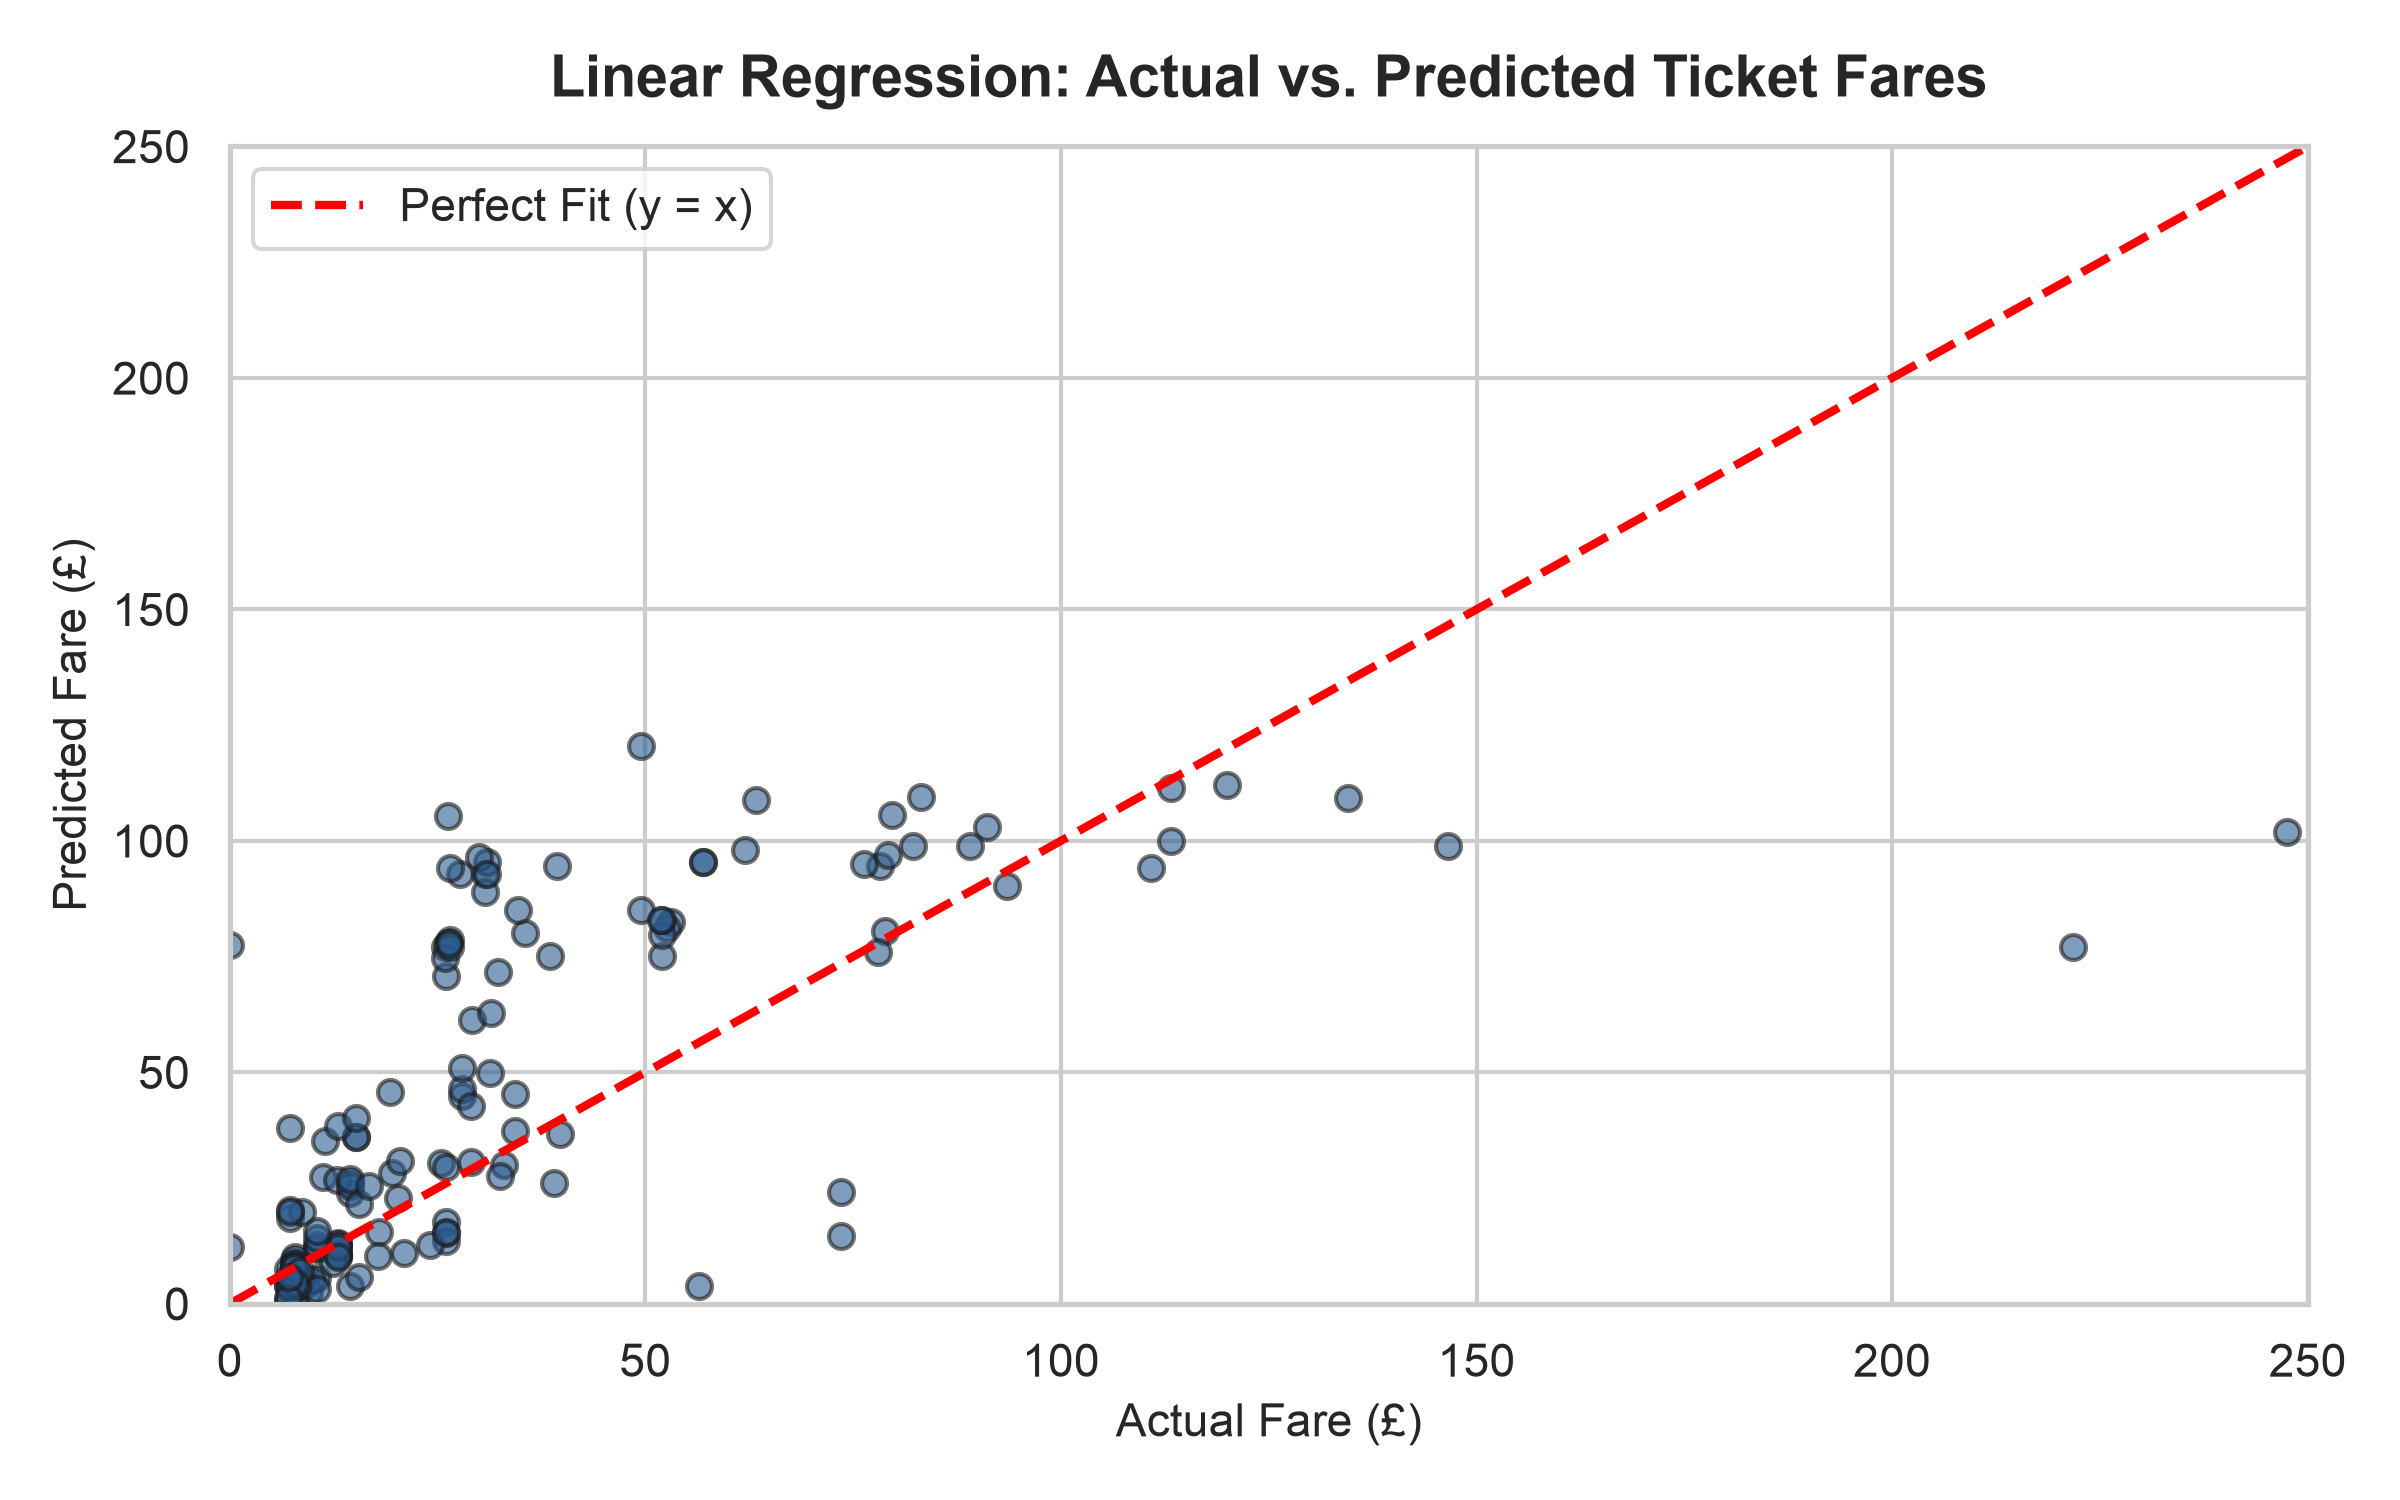 Linear Regression: Actual vs. Predicted Ticket Fares
250
Perfect Fit (y = x)
200
150
100
50
0
Predicted Fare (£)
0 50 100 150 200 250
Actual Fare (£)